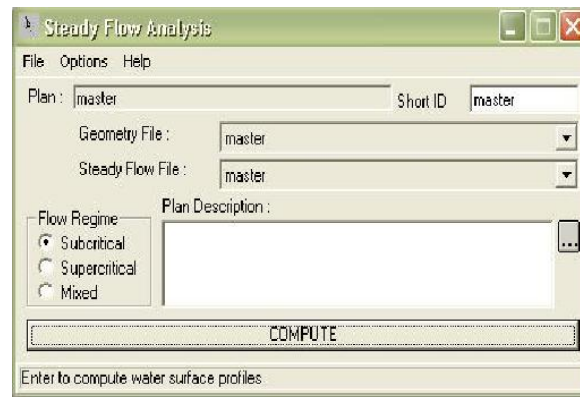 Steady Flow Analysis
File Options Help
Plan : master Short ID master
Geometry File : master
Steady Flow File : master
Flow Regime Plan Description :
Subcritical
Supercritical
Mixed
...
COMPUTE
Enter to compute water surface profiles